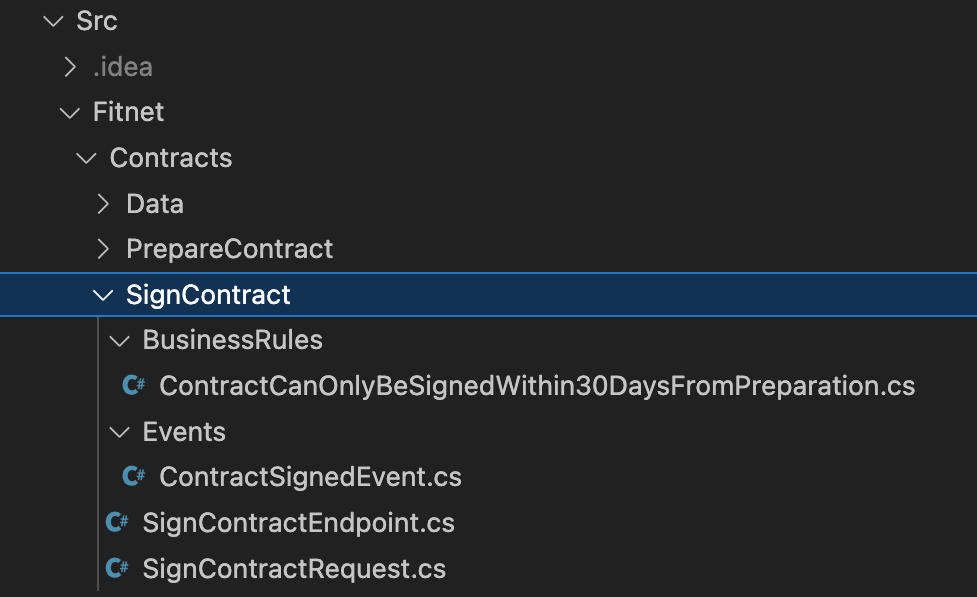 Src
.idea
Fitnet
Contracts
Data
PrepareContract
SignContract
BusinessRules
C# ContractCanOnlyBeSignedWithin30DaysFromPreparation.cs
Events
C# ContractSignedEvent.cs
C# SignContractEndpoint.cs
C# SignContractRequest.cs